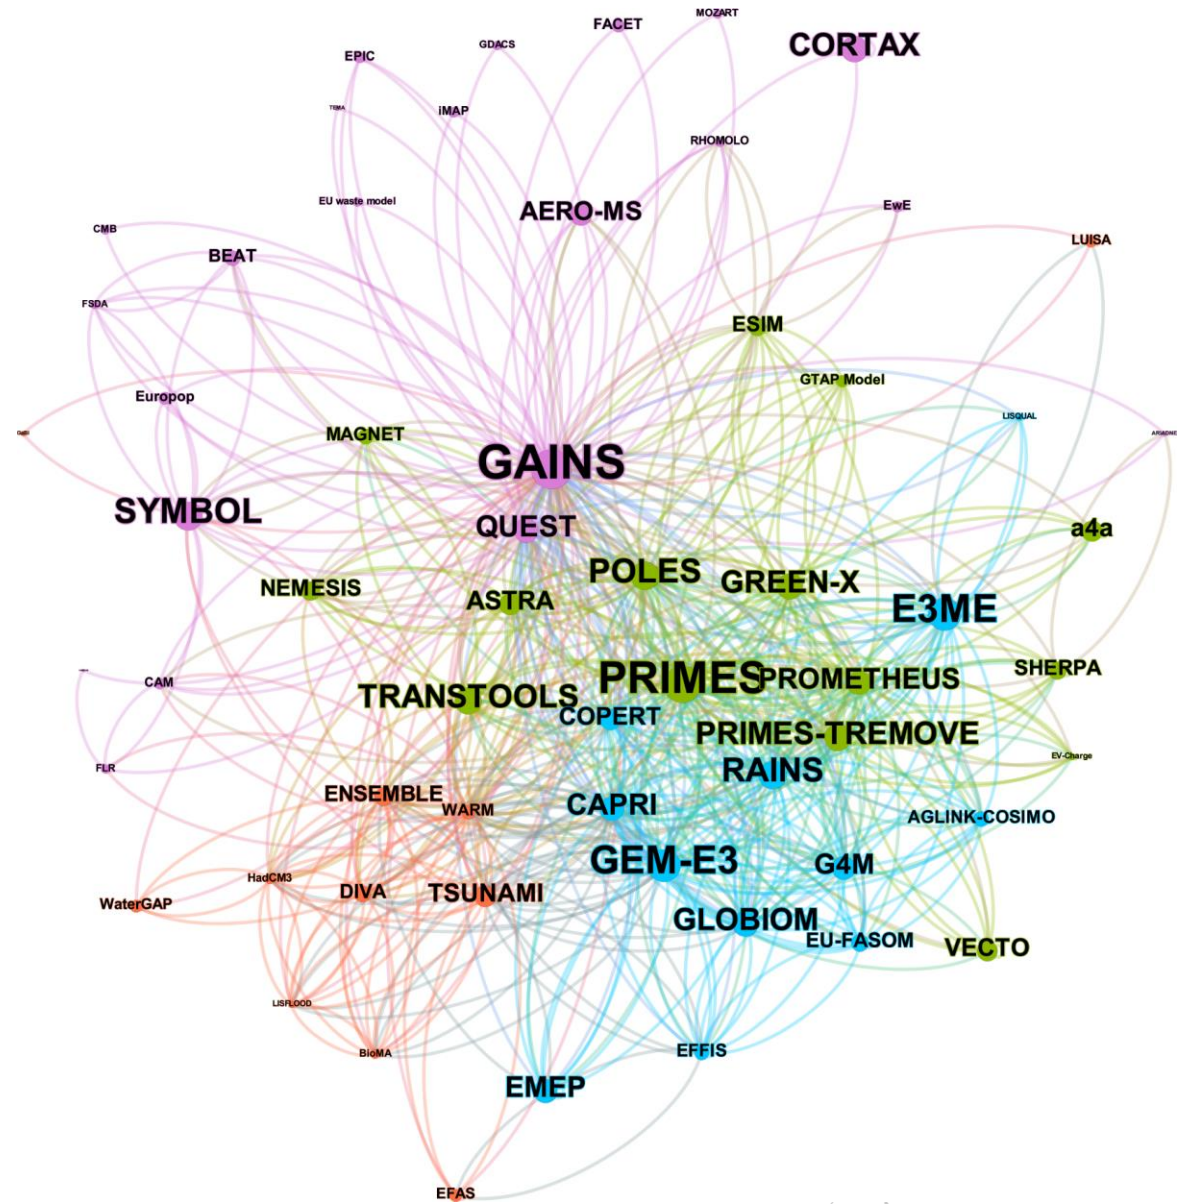 MOZART
FACET
GDACS
CORTAX
EPIC
TEMA
iMAP
RHOMOLO
EU waste model
AERO-MS
EwE
CMB
LUISA
BEAT
FSDA
ESIM
GTAP Model
Europop
LISQUAL
MAGNET
ARIADNE
GAINS
SYMBOL
QUEST
a4a
POLES
GREEN-X
NEMESIS
ASTRA
E3ME
SHERPA
PRIMES
PROMETHEUS
CAM
TRANSTOOLS
COPERT
PRIMES-TREMOVE
EV-Charge
FLR
RAINS
ENSEMBLE
WARM
CAPRI
AGLINK-COSIMO
GEM-E3
G4M
HadCM3
DIVA
TSUNAMI
WaterGAP
GLOBIOM
EU-FASOM
VECTO
LISFLOOD
BioMA
EFFIS
EMEP
EFAS